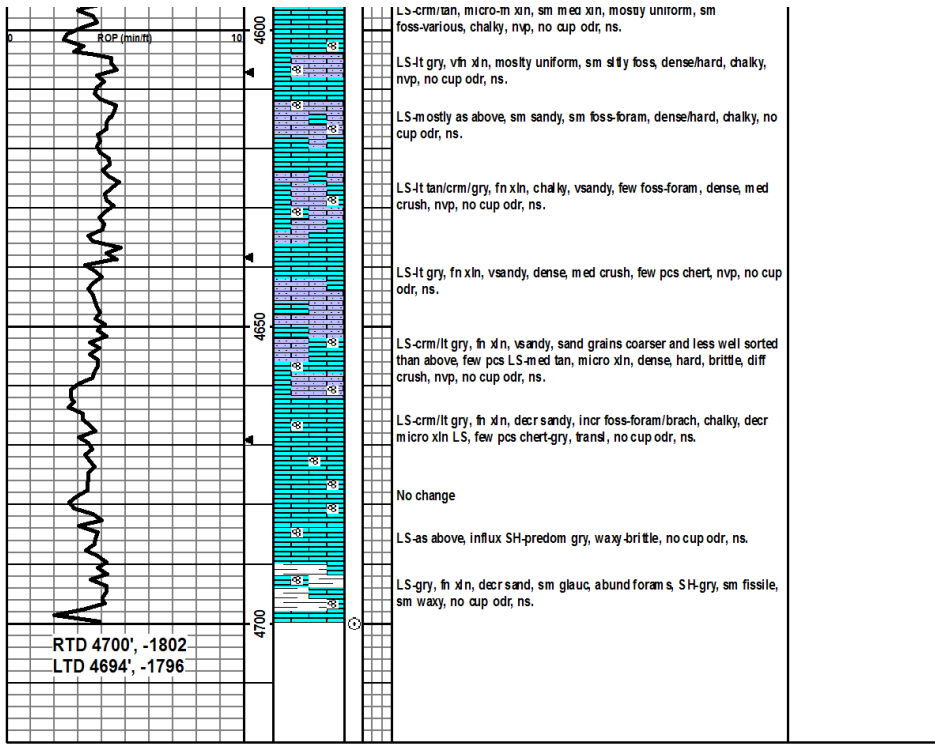 LS-crm/tan, micro-fn xln, sm med xln, mostly uniform, sm
foss-various, chalky, nvp, no cup odr, ns.
0 ROP (min/ft) 10
4600
LS-lt gry, vfn xln, moslty uniform, sm sltly foss, dense/hard, chalky,
nvp, no cup odr, ns.
LS-mostly as above, sm sandy, sm foss-foram, dense/hard, chalky, no
cup odr, ns.
LS-lt tan/crm/gry, fn xln, chalky, vsandy, few foss-foram, dense, med
crush, nvp, no cup odr, ns.
LS-lt gry, fn xln, vsandy, dense, med crush, few pcs chert, nvp, no cup
odr, ns.
4650
LS-crm/lt gry, fn xln, vsandy, sand grains coarser and less well sorted
than above, few pcs LS-med tan, micro xln, dense, hard, brittle, diff
crush, nvp, no cup odr, ns.
LS-crm/lt gry, fn xln, decr sandy, incr foss-foram/brach, chalky, decr
micro xln LS, few pcs chert-gry, transl, no cup odr, ns.
No change
LS-as above, influx SH-predom gry, waxy-brittle, no cup odr, ns.
LS-gry, fn xln, decr sand, sm glauc, abund forams, SH-gry, sm fissile,
sm waxy, no cup odr, ns.
4700
RTD 4700', -1802
LTD 4694', -1796